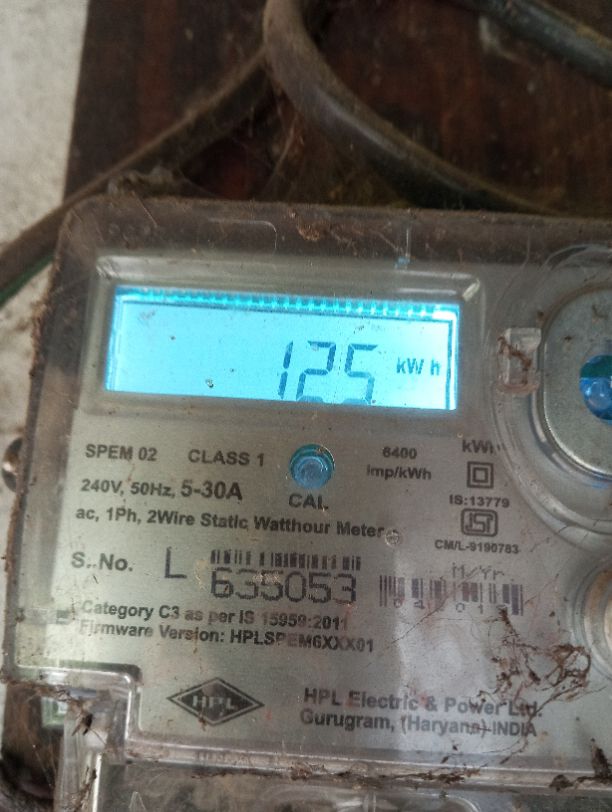 125 kWh
SPEM 02 CLASS 1 6400 imp/kWh kWh
240V, 50Hz, 5-30A CAL IS:13779
ac, 1Ph, 2Wire Static Watthour Meter
CM/L-9190783
S.No. L 635053 M/Yr
Category C3 as per IS 15959:2011
Firmware Version: HPLSPEM6XXX01
HPL HPL Electric & Power Ltd.
Gurugram, (Haryana)-INDIA